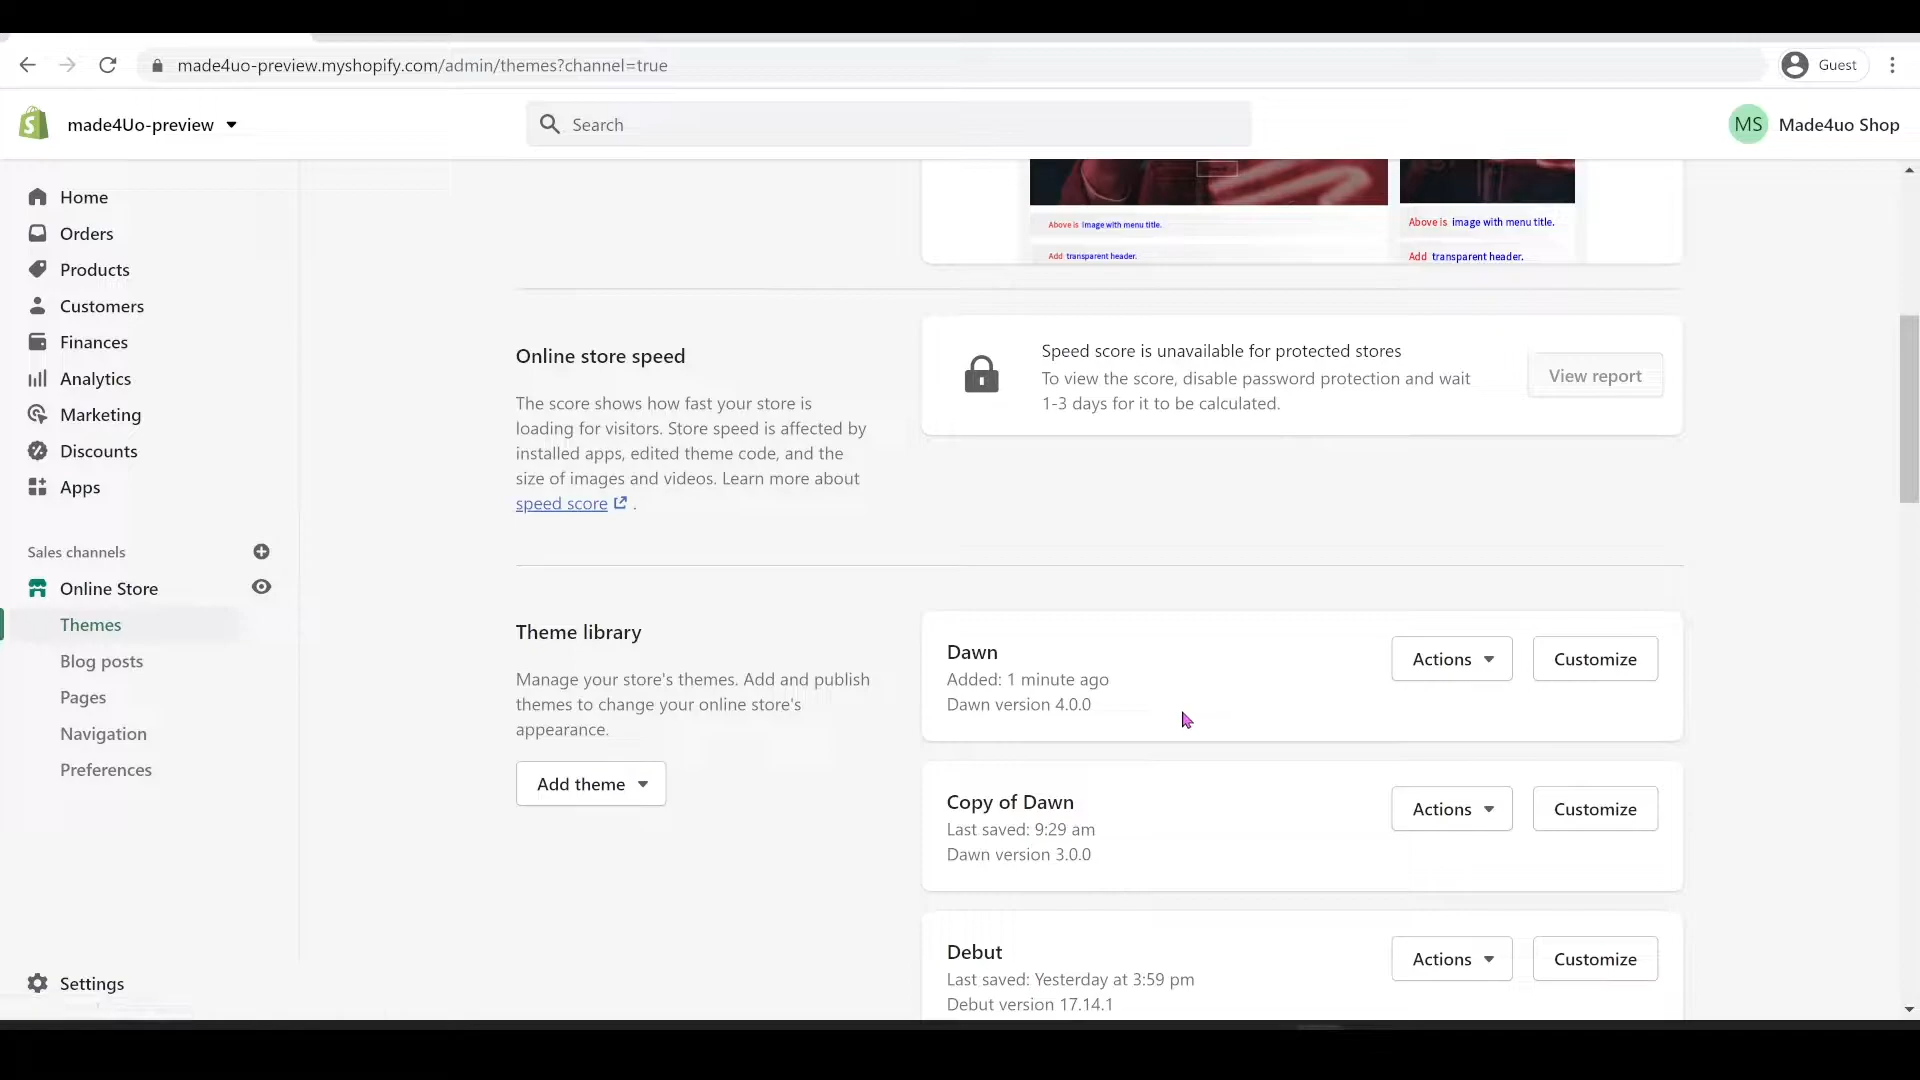 made4uo-preview.myshopify.com/admin/themes?channel=true
Guest
made4Uo-preview
Search
MS
Made4uo Shop
Home
Orders
Products
Customers
Finances
Analytics
Marketing
Discounts
Apps
Sales channels
Online Store
Themes
Blog posts
Pages
Navigation
Preferences
Settings
Above is image with menu title.
Add transparent header.
Above is image with menu title.
Add transparent header.
Online store speed
The score shows how fast your store is
loading for visitors. Store speed is affected by
installed apps, edited theme code, and the
size of images and videos. Learn more about
speed score .
Speed score is unavailable for protected stores
To view the score, disable password protection and wait
1-3 days for it to be calculated.
View report
Theme library
Manage your store's themes. Add and publish
themes to change your online store's
appearance.
Add theme
Dawn
Added: 1 minute ago
Dawn version 4.0.0
Actions
Customize
Copy of Dawn
Last saved: 9:29 am
Dawn version 3.0.0
Actions
Customize
Debut
Last saved: Yesterday at 3:59 pm
Debut version 17.14.1
Actions
Customize